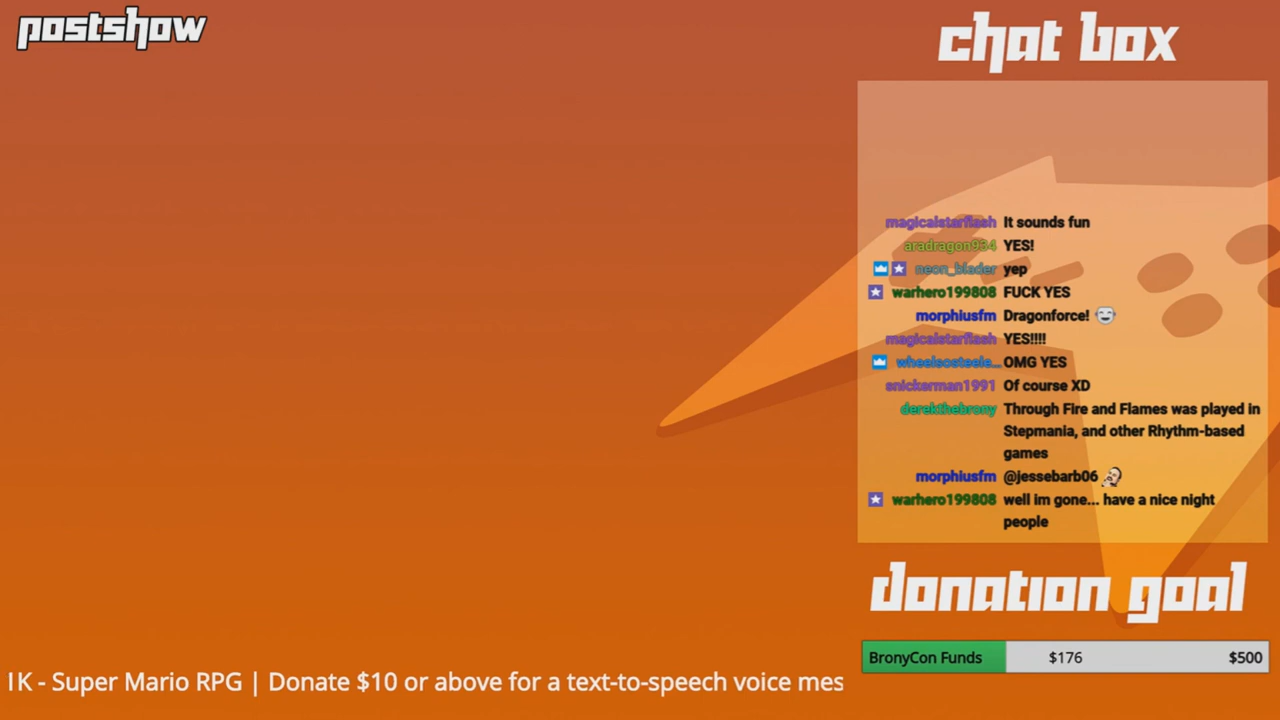 postshow
chat box
magicalstarflash It sounds fun
aradragon934 YES!
neon_blader yep
warhero199808 FUCK YES
morphiusfm Dragonforce!
magicalstarflash YES!!!!
wheelsosteele... OMG YES
snickerman1991 Of course XD
derekthebrony Through Fire and Flames was played in
Stepmania, and other Rhythm-based
games
morphiusfm @jessebarb06
warhero199808 well im gone... have a nice night
people
donation goal
BronyCon Funds $176 $500
1K - Super Mario RPG | Donate $10 or above for a text-to-speech voice mes